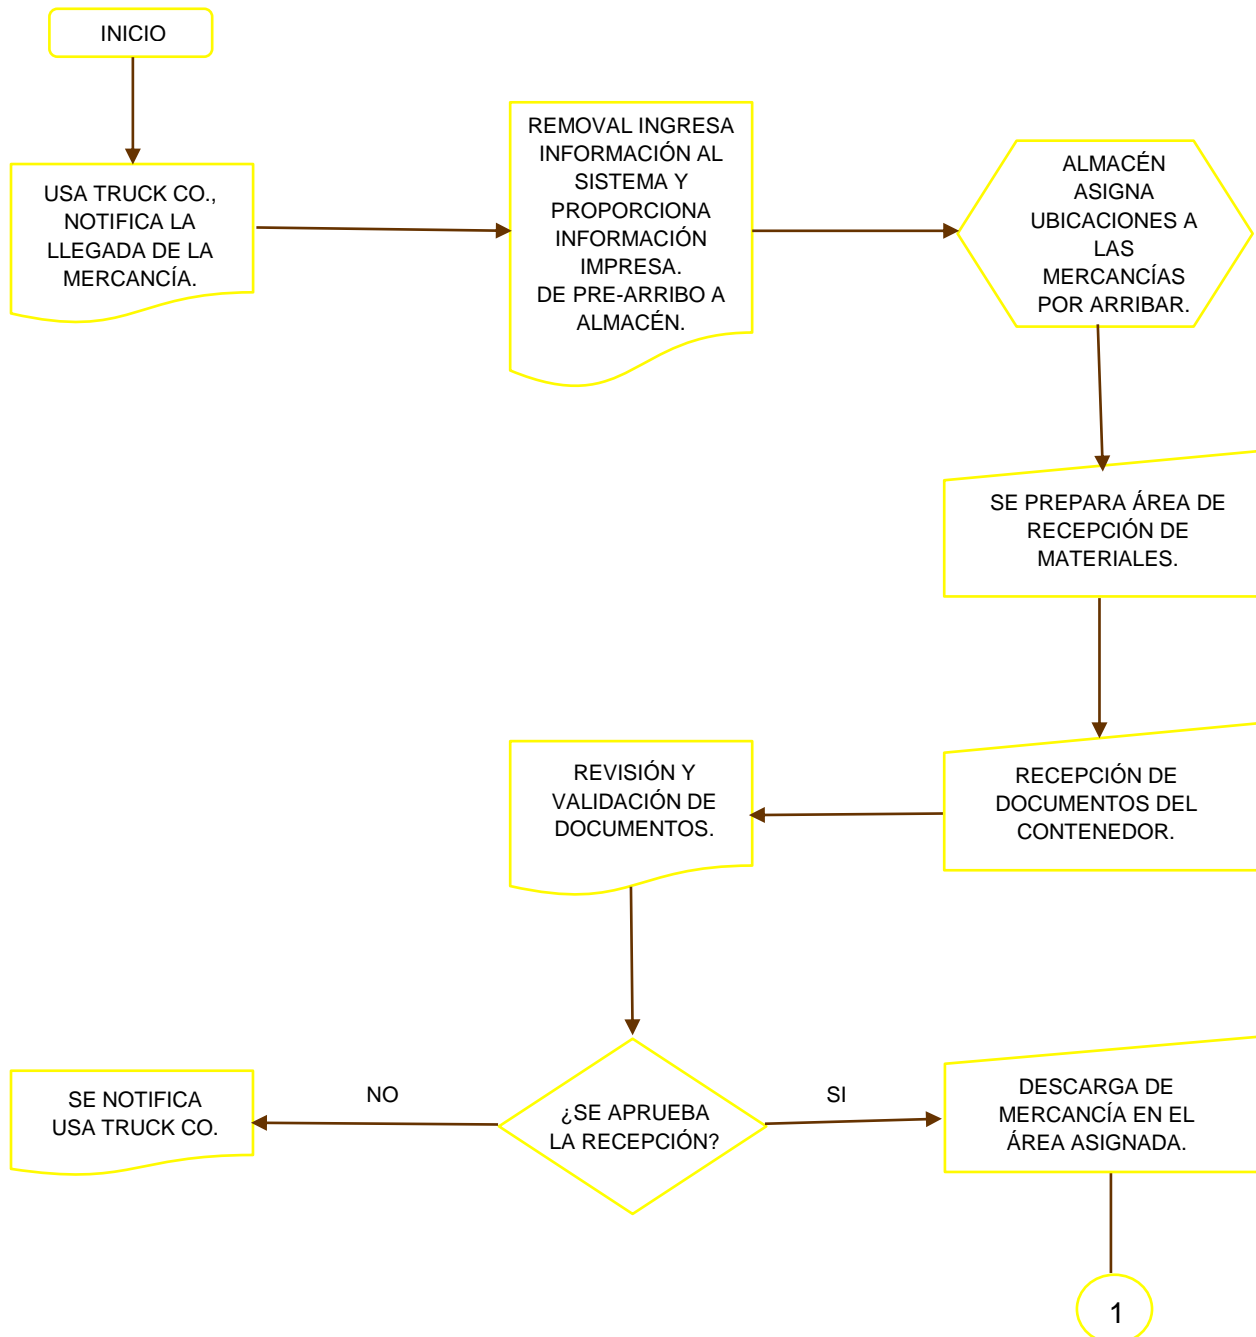 INICIO
USA TRUCK CO.,
NOTIFICA LA
LLEGADA DE LA
MERCANCÍA.
REMOVAL INGRESA
INFORMACIÓN AL
SISTEMA Y
PROPORCIONA
INFORMACIÓN
IMPRESA.
DE PRE-ARRIBO A
ALMACÉN.
ALMACÉN
ASIGNA
UBICACIONES A
LAS
MERCANCÍAS
POR ARRIBAR.
SE PREPARA ÁREA DE
RECEPCIÓN DE
MATERIALES.
RECEPCIÓN DE
DOCUMENTOS DEL
CONTENEDOR.
REVISIÓN Y
VALIDACIÓN DE
DOCUMENTOS.
¿SE APRUEBA
LA RECEPCIÓN?
NO
SE NOTIFICA
USA TRUCK CO.
SI
DESCARGA DE
MERCANCÍA EN EL
ÁREA ASIGNADA.
1